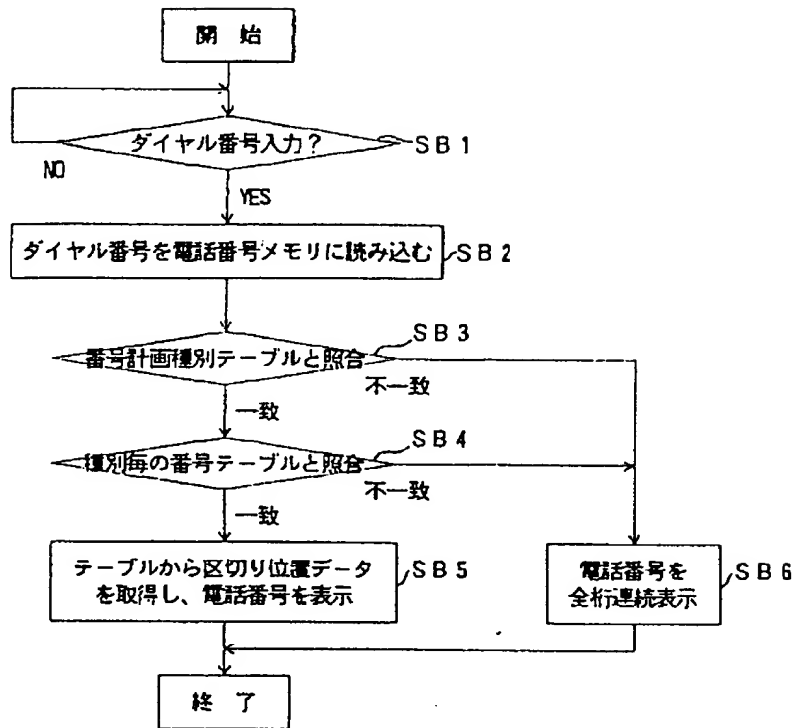 開 始
ダイヤル番号入力?
SB1
NO
YES
ダイヤル番号を電話番号メモリに読み込む
SB2
SB3
番号計画種別テーブルと照合
不一致
一致
SB4
種別毎の番号テーブルと照合
不一致
一致
テーブルから区切り位置データ
を取得し、電話番号を表示
SB5
電話番号を
全桁連続表示
SB6
終 了